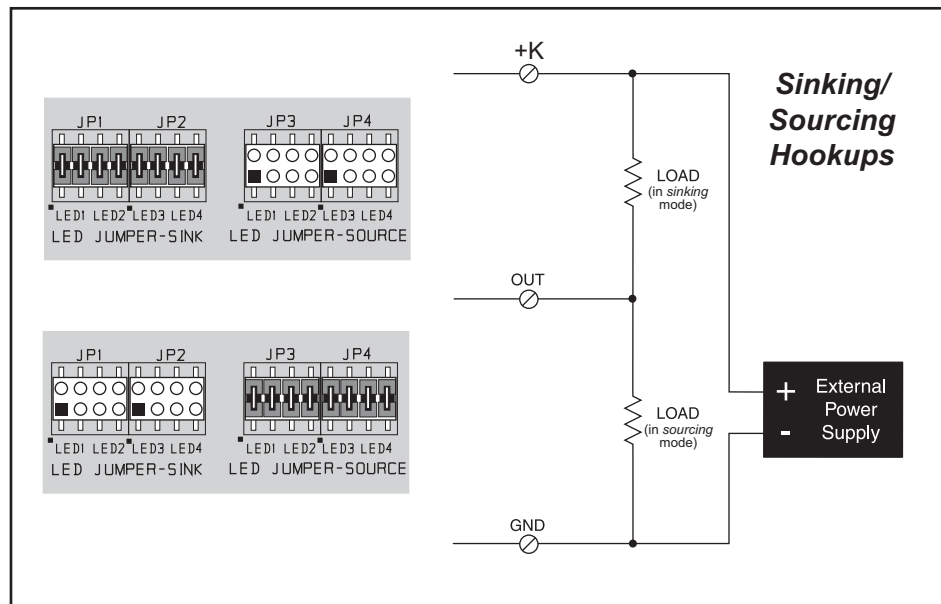 Sinking/
Sourcing
Hookups
JP1 JP2 JP3 JP4
LED1 LED2 LED3 LED4 LED1 LED2 LED3 LED4
LED JUMPER-SINK LED JUMPER-SOURCE
JP1 JP2 JP3 JP4
LED1 LED2 LED3 LED4 LED1 LED2 LED3 LED4
LED JUMPER-SINK LED JUMPER-SOURCE
+K
LOAD
(in sinking
mode)
OUT
LOAD
(in sourcing
mode)
GND
+ External
Power
- Supply